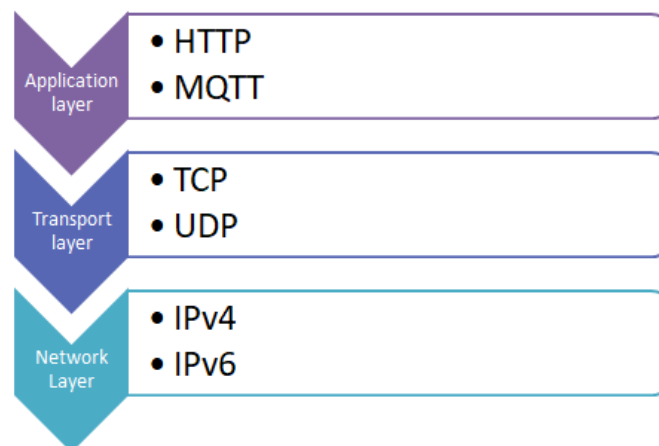 Application
layer
• HTTP
• MQTT
Transport
layer
• TCP
• UDP
Network
Layer
• IPv4
• IPv6